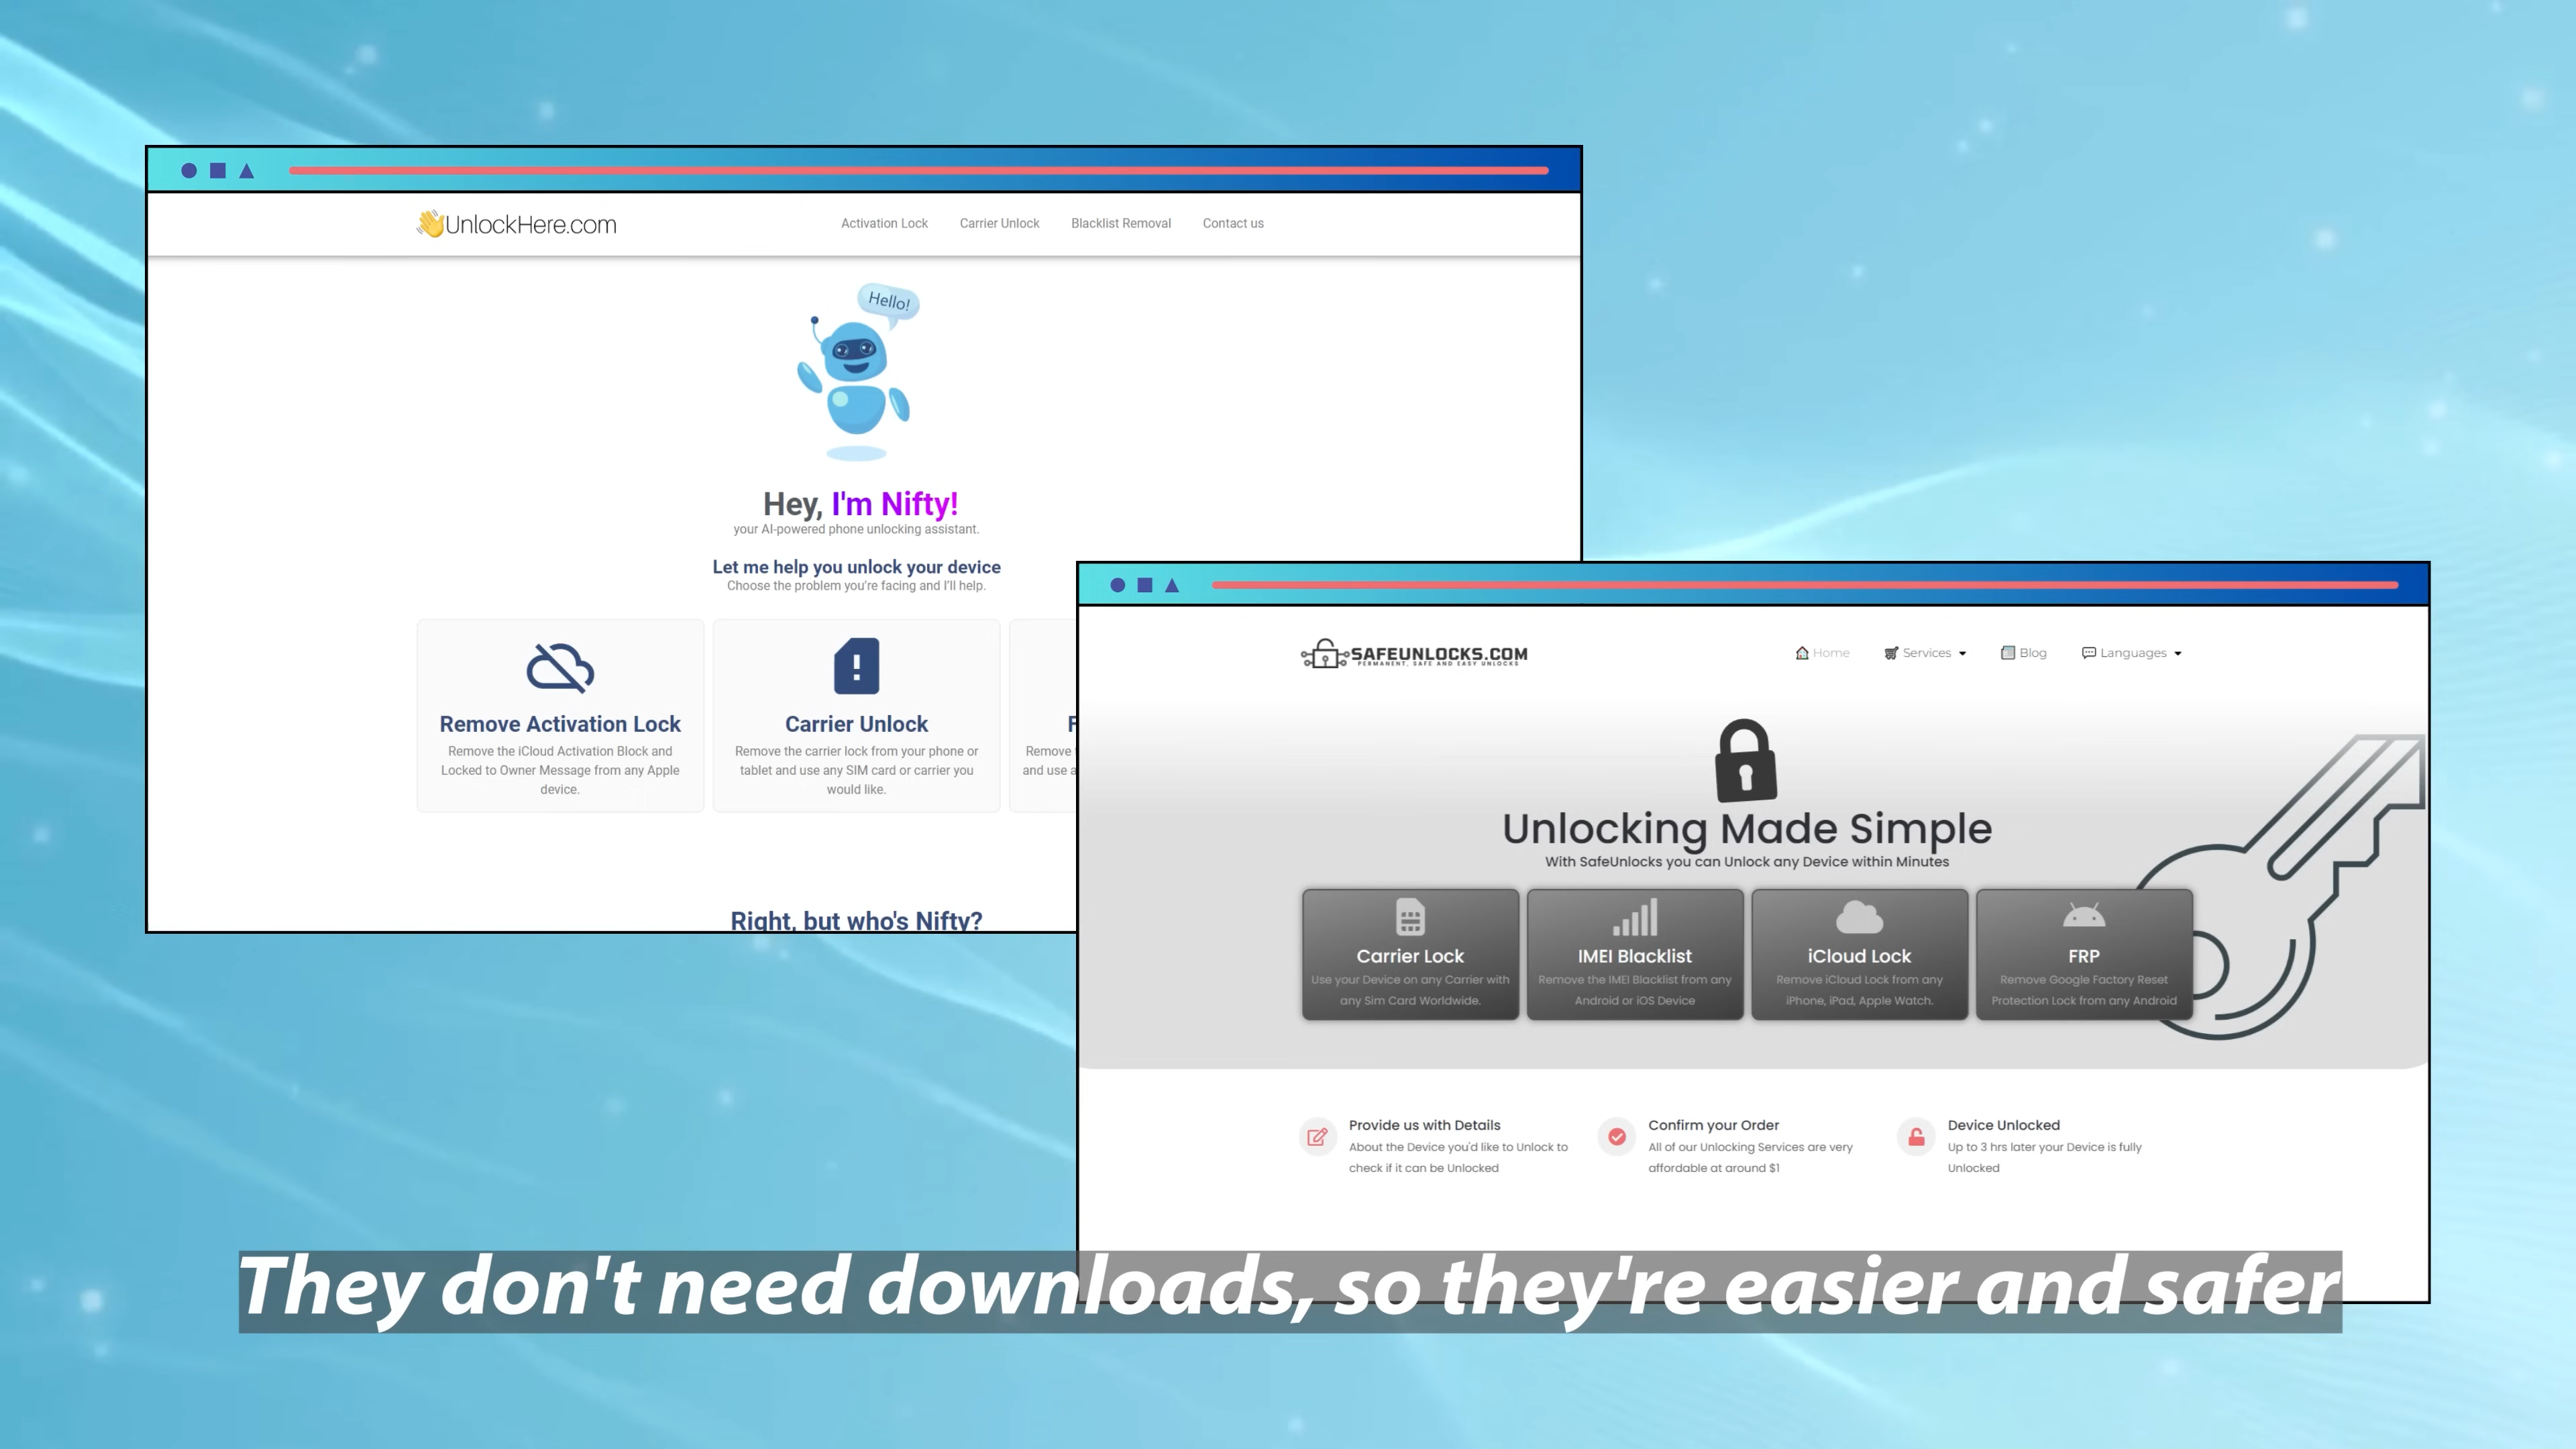 UnlockHere.com
Activation Lock
Carrier Unlock
Blacklist Removal
Contact us
Hello!
Hey, I'm Nifty!
your AI-powered phone unlocking assistant.
Let me help you unlock your device
Choose the problem you're facing and I'll help.
Remove Activation Lock
Remove the iCloud Activation Block and
Locked to Owner Message from any Apple
device.
Carrier Unlock
Remove the carrier lock from your phone or
tablet and use any SIM card or carrier you
would like.
Remove
and use a
Right, but who's Nifty?
SAFEUNLOCKS.COM
PERMANENT, SAFE AND EASY UNLOCKS
Home
Services
Blog
Languages
Unlocking Made Simple
With SafeUnlocks you can Unlock any Device within Minutes
Carrier Lock
Use your Device on any Carrier with
any Sim Card Worldwide.
IMEI Blacklist
Remove the IMEI Blacklist from any
Android or iOS Device
iCloud Lock
Remove iCloud Lock from any
iPhone, iPad, Apple Watch.
FRP
Remove Google Factory Reset
Protection Lock from any Android
Provide us with Details
About the Device you'd like to Unlock to
check if it can be Unlocked
Confirm your Order
All of our Unlocking Services are very
affordable at around $1
Device Unlocked
Up to 3 hrs later your Device is fully
Unlocked
They don't need downloads, so they're easier and safer